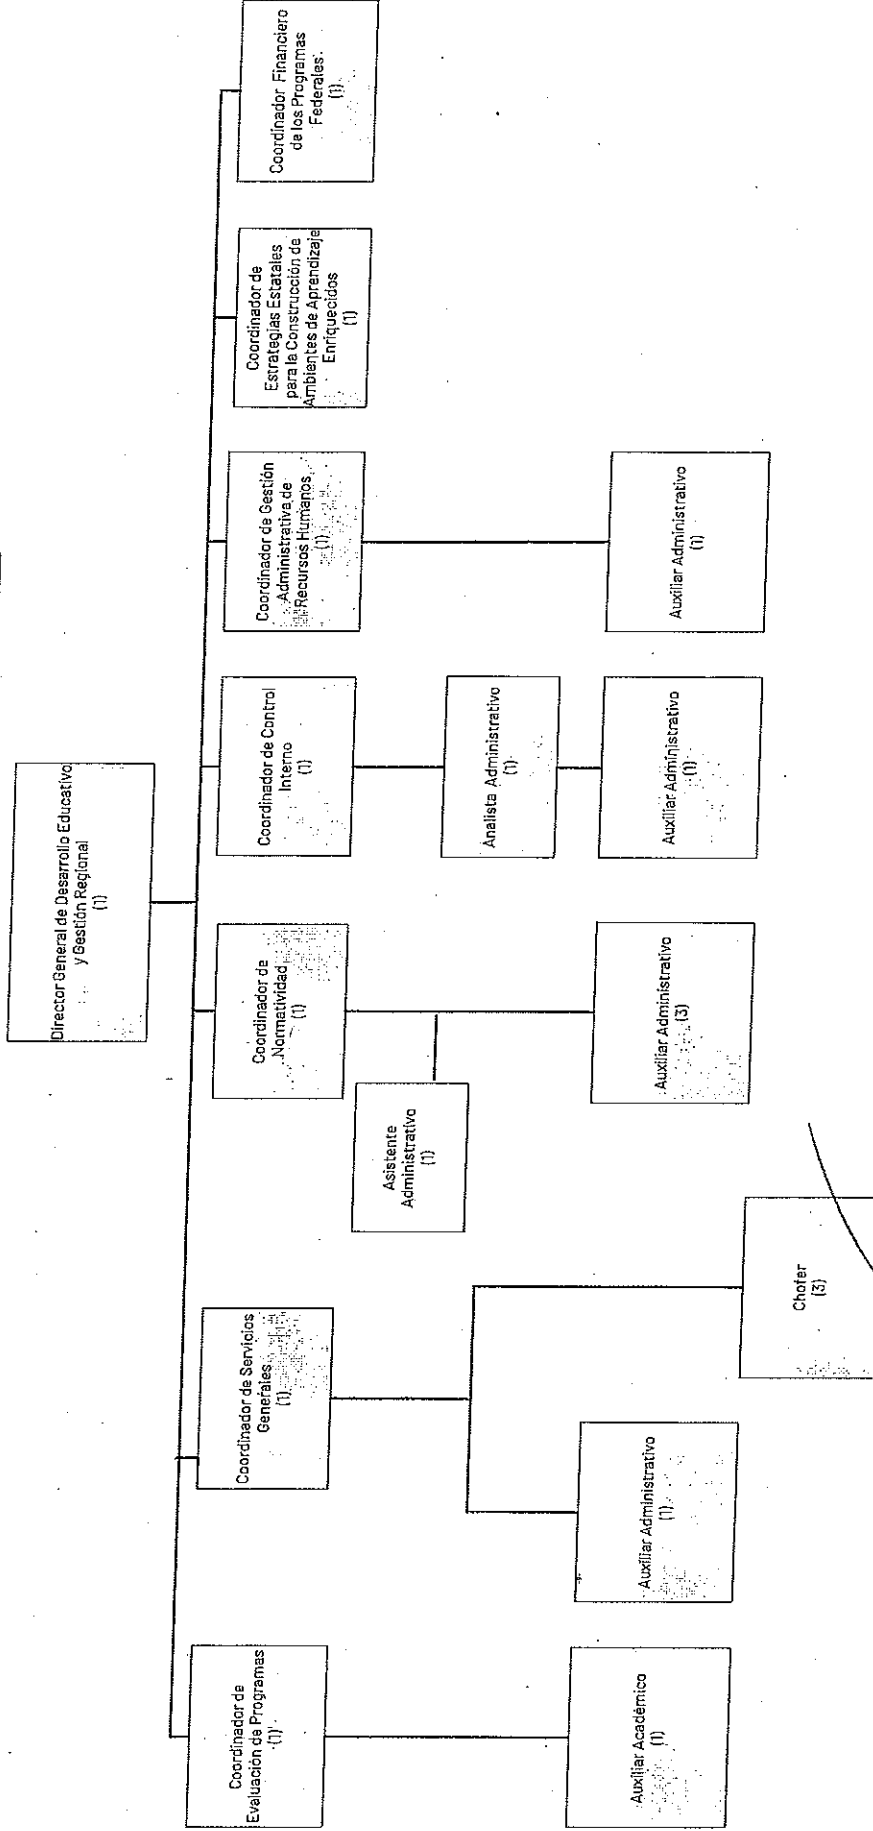 Director General de Desarrollo Educativo
y Gestión Regional
(1)
Coordinador de
Evaluación de Programas
(1)
Coordinador de Servicios
Generales
(1)
Coordinador de
Normatividad
(1)
Coordinador de Control
Interno
(1)
Coordinador de Gestión
Administrativa de
Recursos Humanos
(1)
Coordinador de
Estrategias Estatales
para la Construcción de
Ambientes de Aprendizaje
Enriquecidos
(1)
Coordinador Financiero
de los Programas
Federales
(1)
Asistente
Administrativo
(1)
Analista Administrativo
(1)
Auxiliar Académico
(1)
Auxiliar Administrativo
(1)
Chofer
(3)
Auxiliar Administrativo
(3)
Auxiliar Administrativo
(1)
Auxiliar Administrativo
(1)